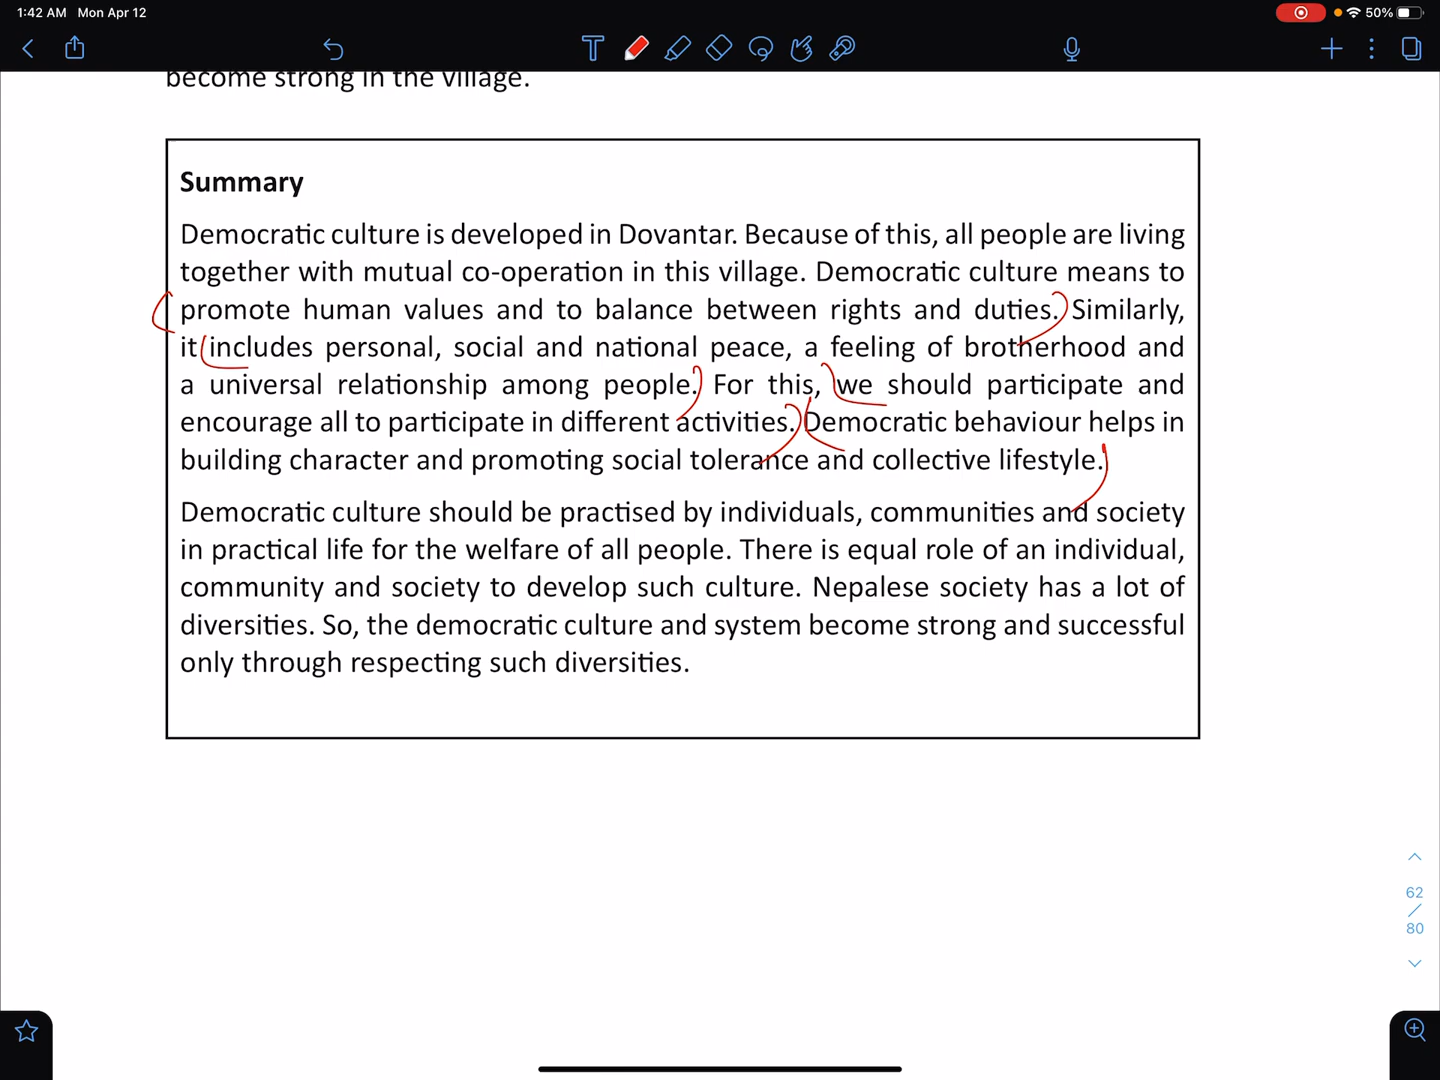 1:42 AM Mon Apr 12
50%
become strong in the village.
Summary
Democratic culture is developed in Dovantar. Because of this, all people are living
together with mutual co-operation in this village. Democratic culture means to
promote human values and to balance between rights and duties. Similarly,
it includes personal, social and national peace, a feeling of brotherhood and
a universal relationship among people. For this, we should participate and
encourage all to participate in different activities. Democratic behaviour helps in
building character and promoting social tolerance and collective lifestyle.
Democratic culture should be practised by individuals, communities and society
in practical life for the welfare of all people. There is equal role of an individual,
community and society to develop such culture. Nepalese society has a lot of
diversities. So, the democratic culture and system become strong and successful
only through respecting such diversities.
62
/
80